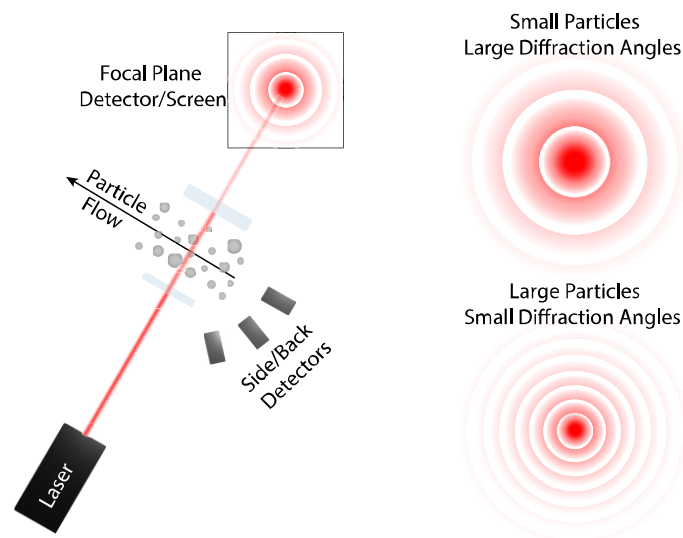 Focal Plane
Detector/Screen
Particle
Flow
Side/Back
Detectors
Laser
Small Particles
Large Diffraction Angles
Large Particles
Small Diffraction Angles